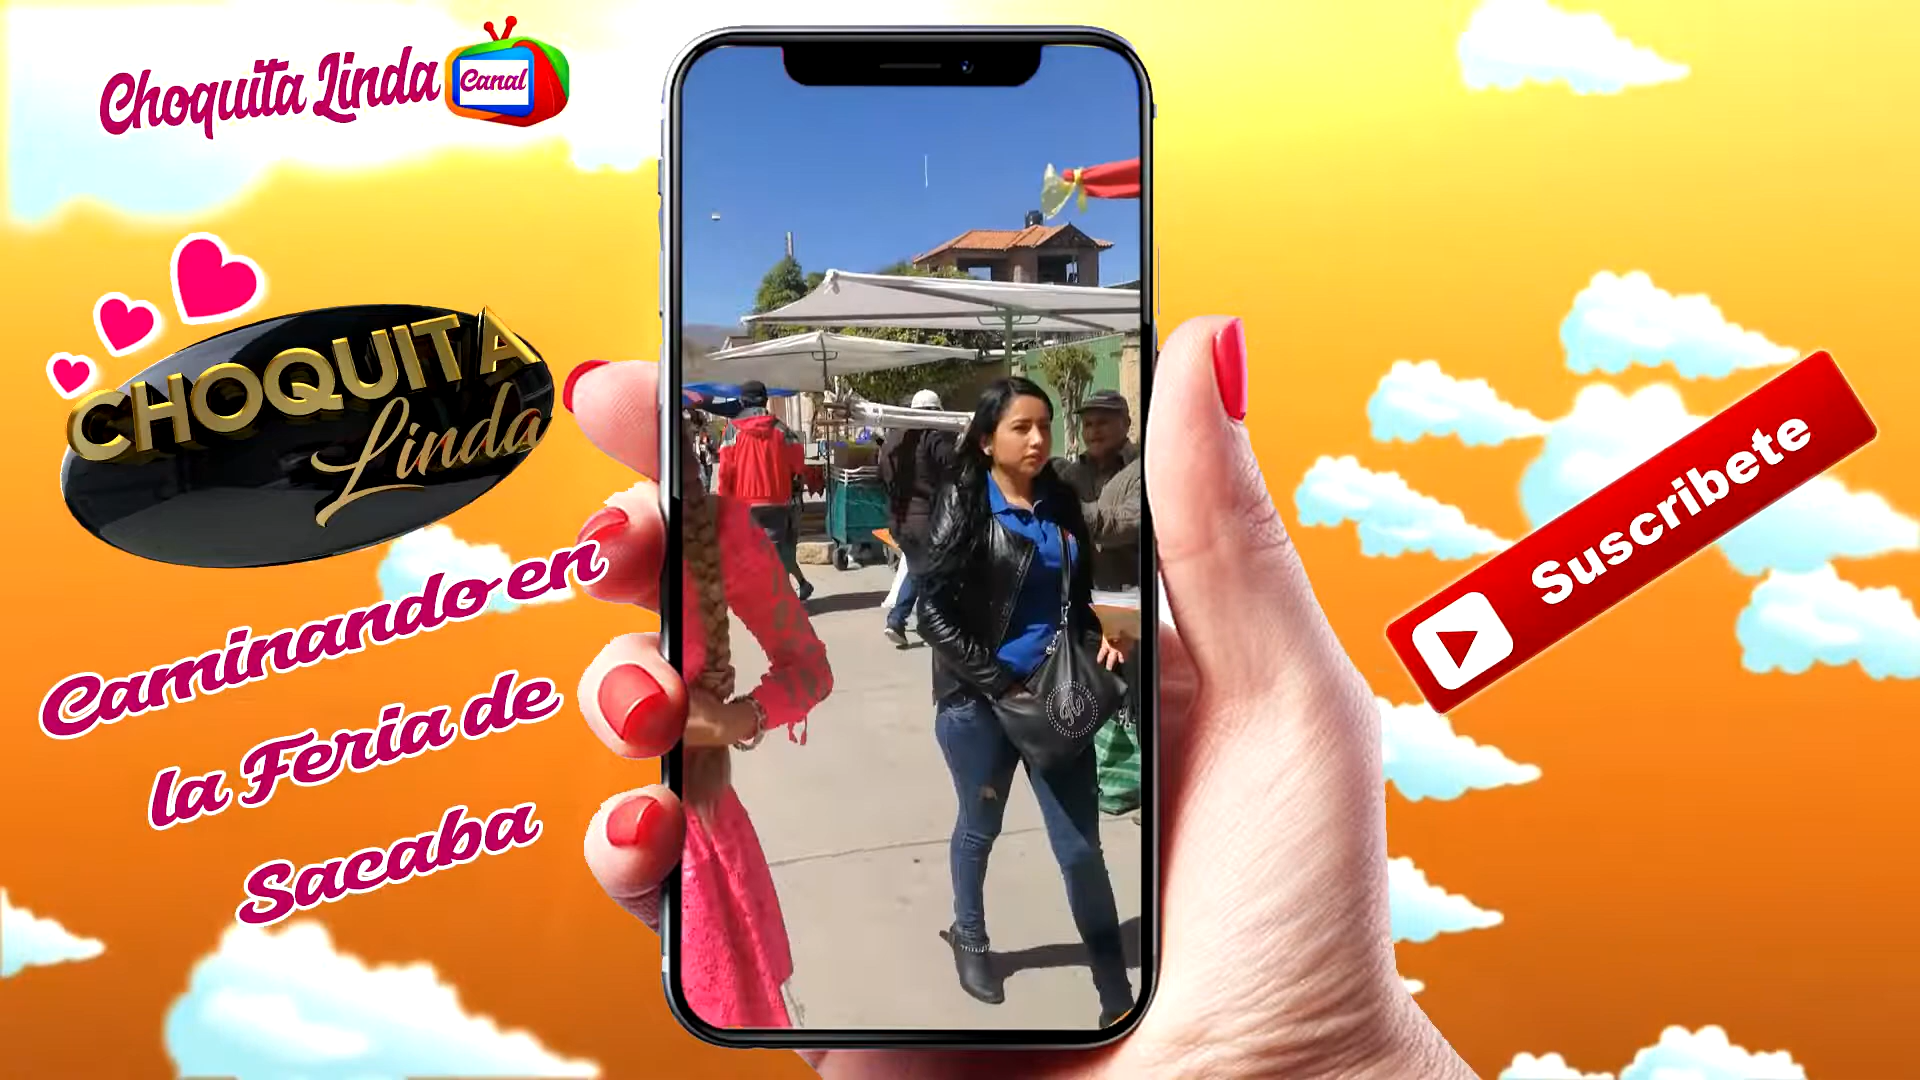 Choquita Linda
Canal
CHOQUITA
Linda
Caminando en
la Feria de
Sacaba
Suscribete